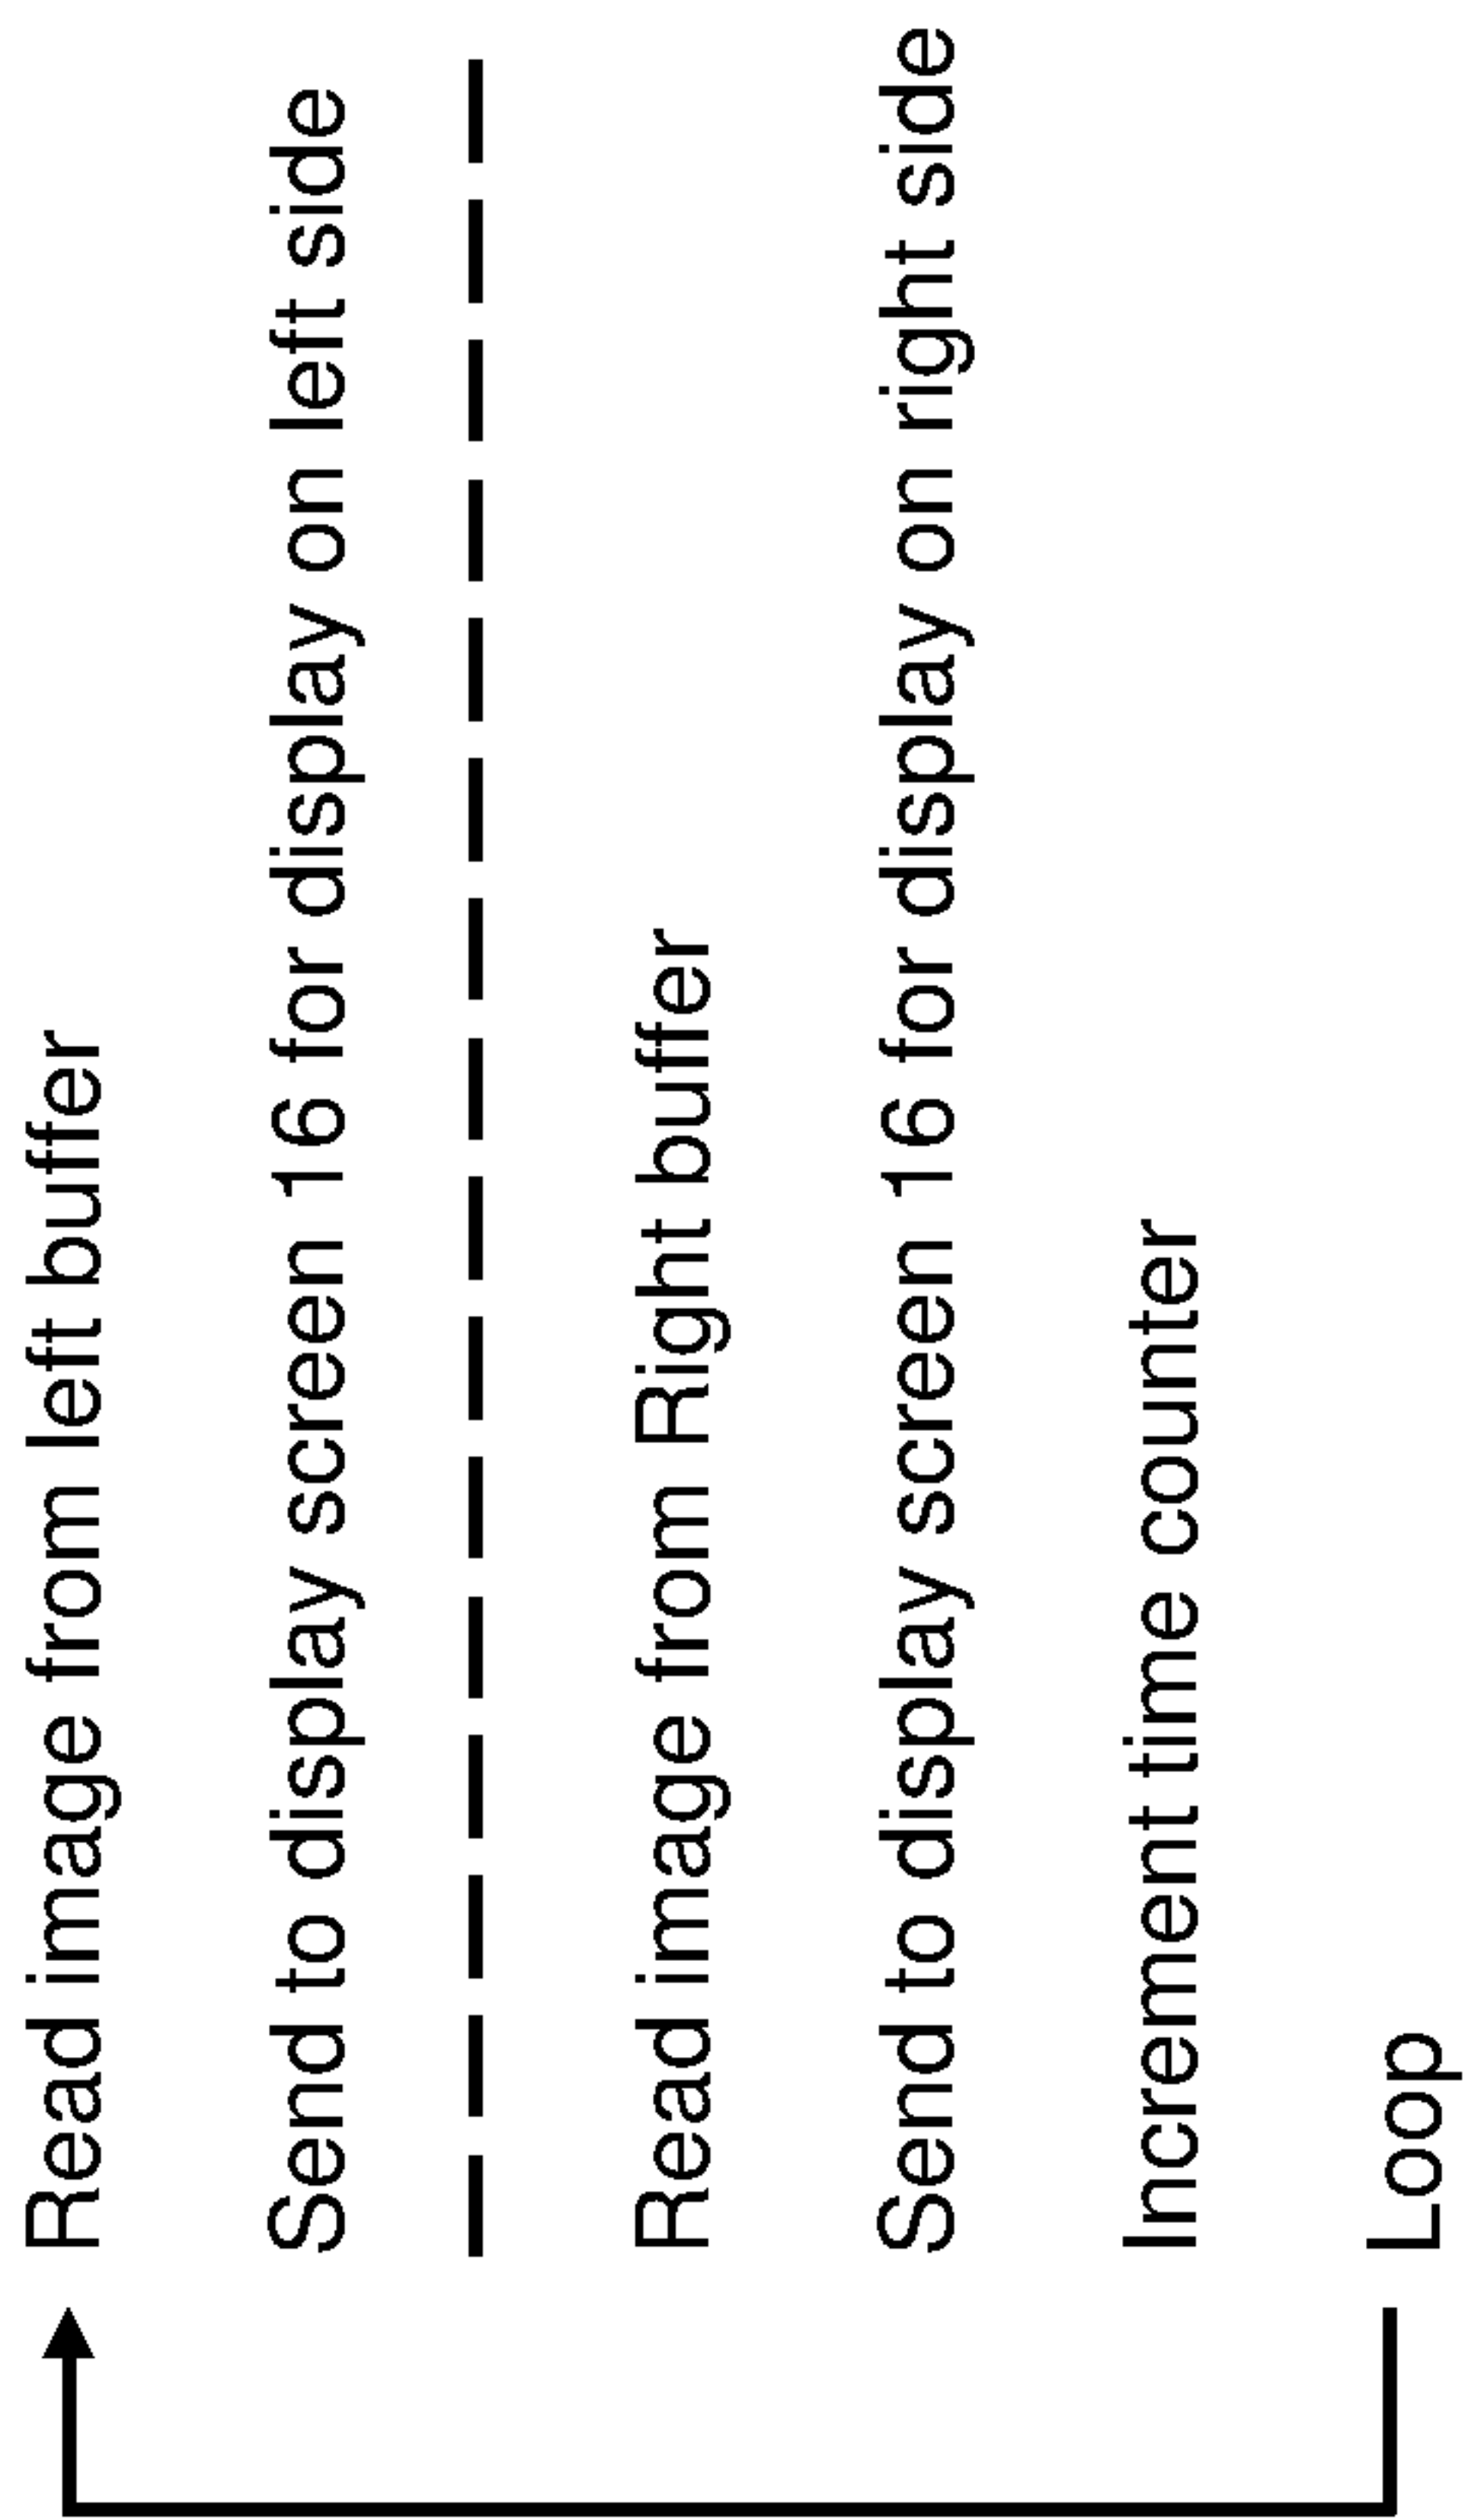 Read image from left buffer
Send to display screen 16 for display on left side
Read image from Right buffer
Send to display screen 16 for display on right side
Increment time counter
Loop